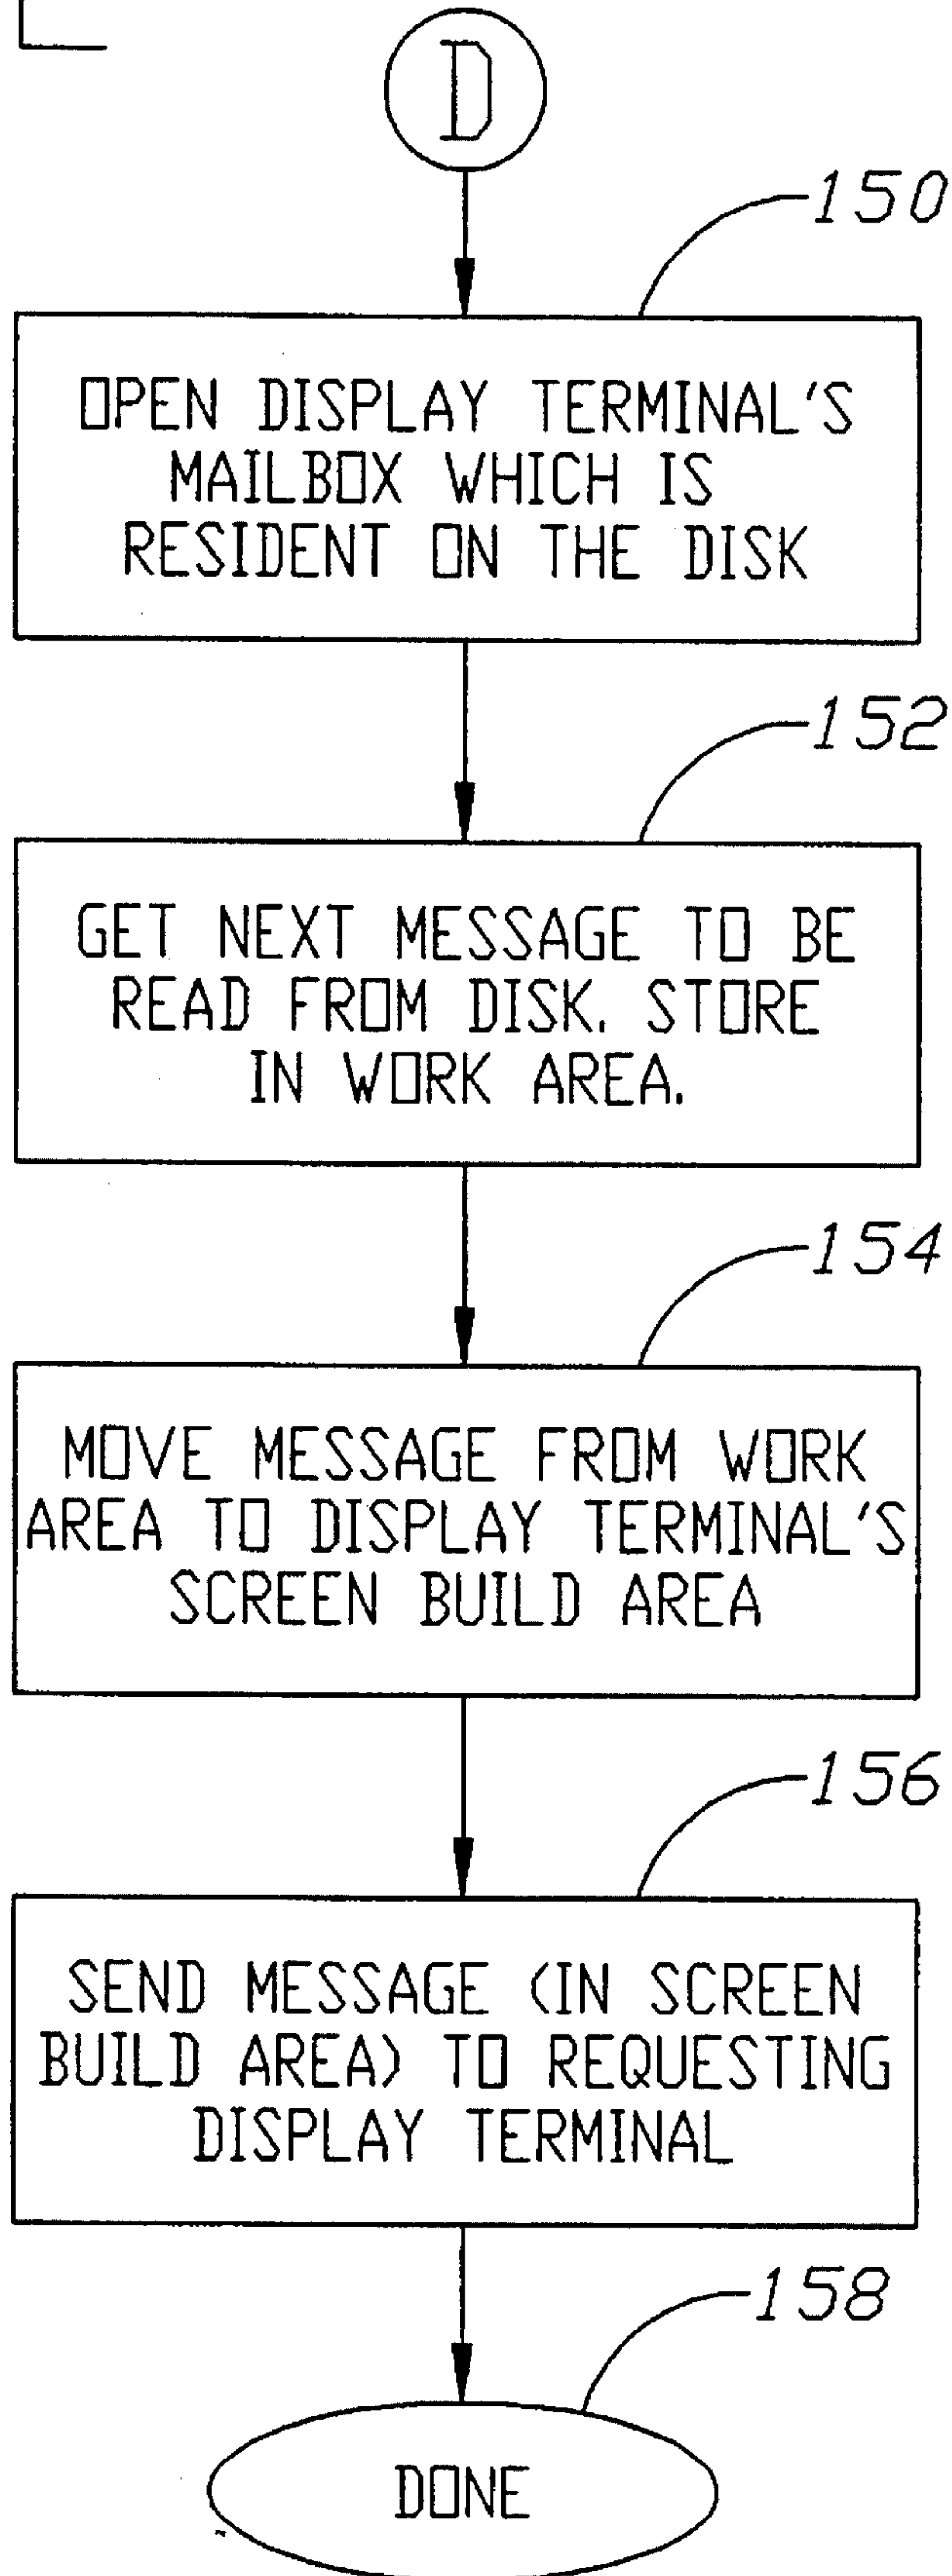 D
150
OPEN DISPLAY TERMINAL'S
MAILBOX WHICH IS
RESIDENT ON THE DISK
152
GET NEXT MESSAGE TO BE
READ FROM DISK. STORE
IN WORK AREA.
154
MOVE MESSAGE FROM WORK
AREA TO DISPLAY TERMINAL'S
SCREEN BUILD AREA
156
SEND MESSAGE (IN SCREEN
BUILD AREA) TO REQUESTING
DISPLAY TERMINAL
158
DONE